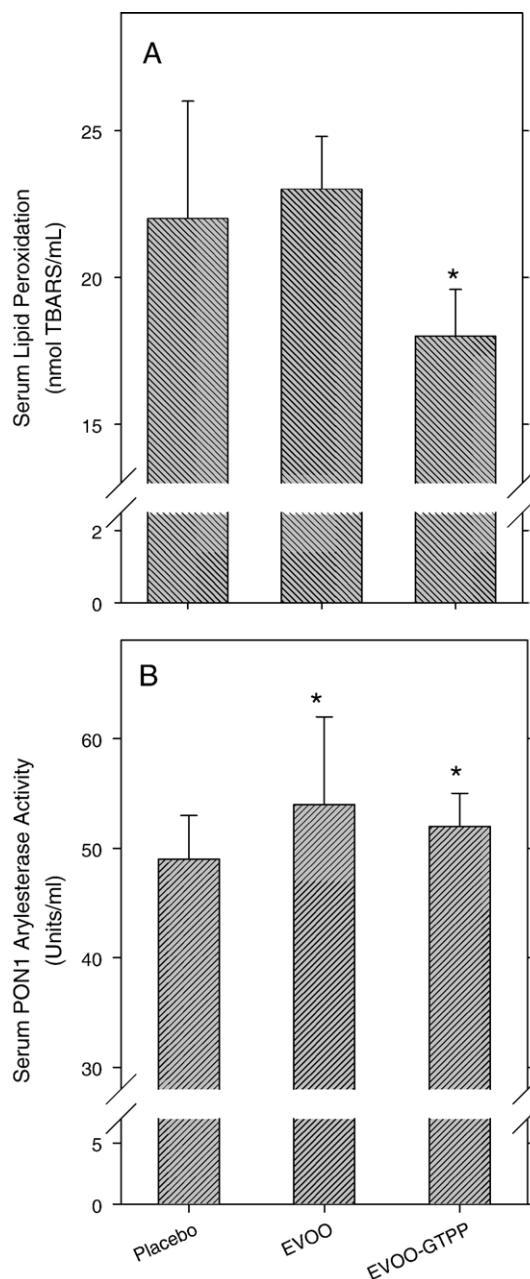 A
Serum Lipid Peroxidation
(nmol TBARS/mL)
25
20
15
2
0
*
B
Serum PON1 Arylesterase Activity
(Units/ml)
60
50
40
30
5
0
*
*
Placebo
EVOO
EVOO-GTPP